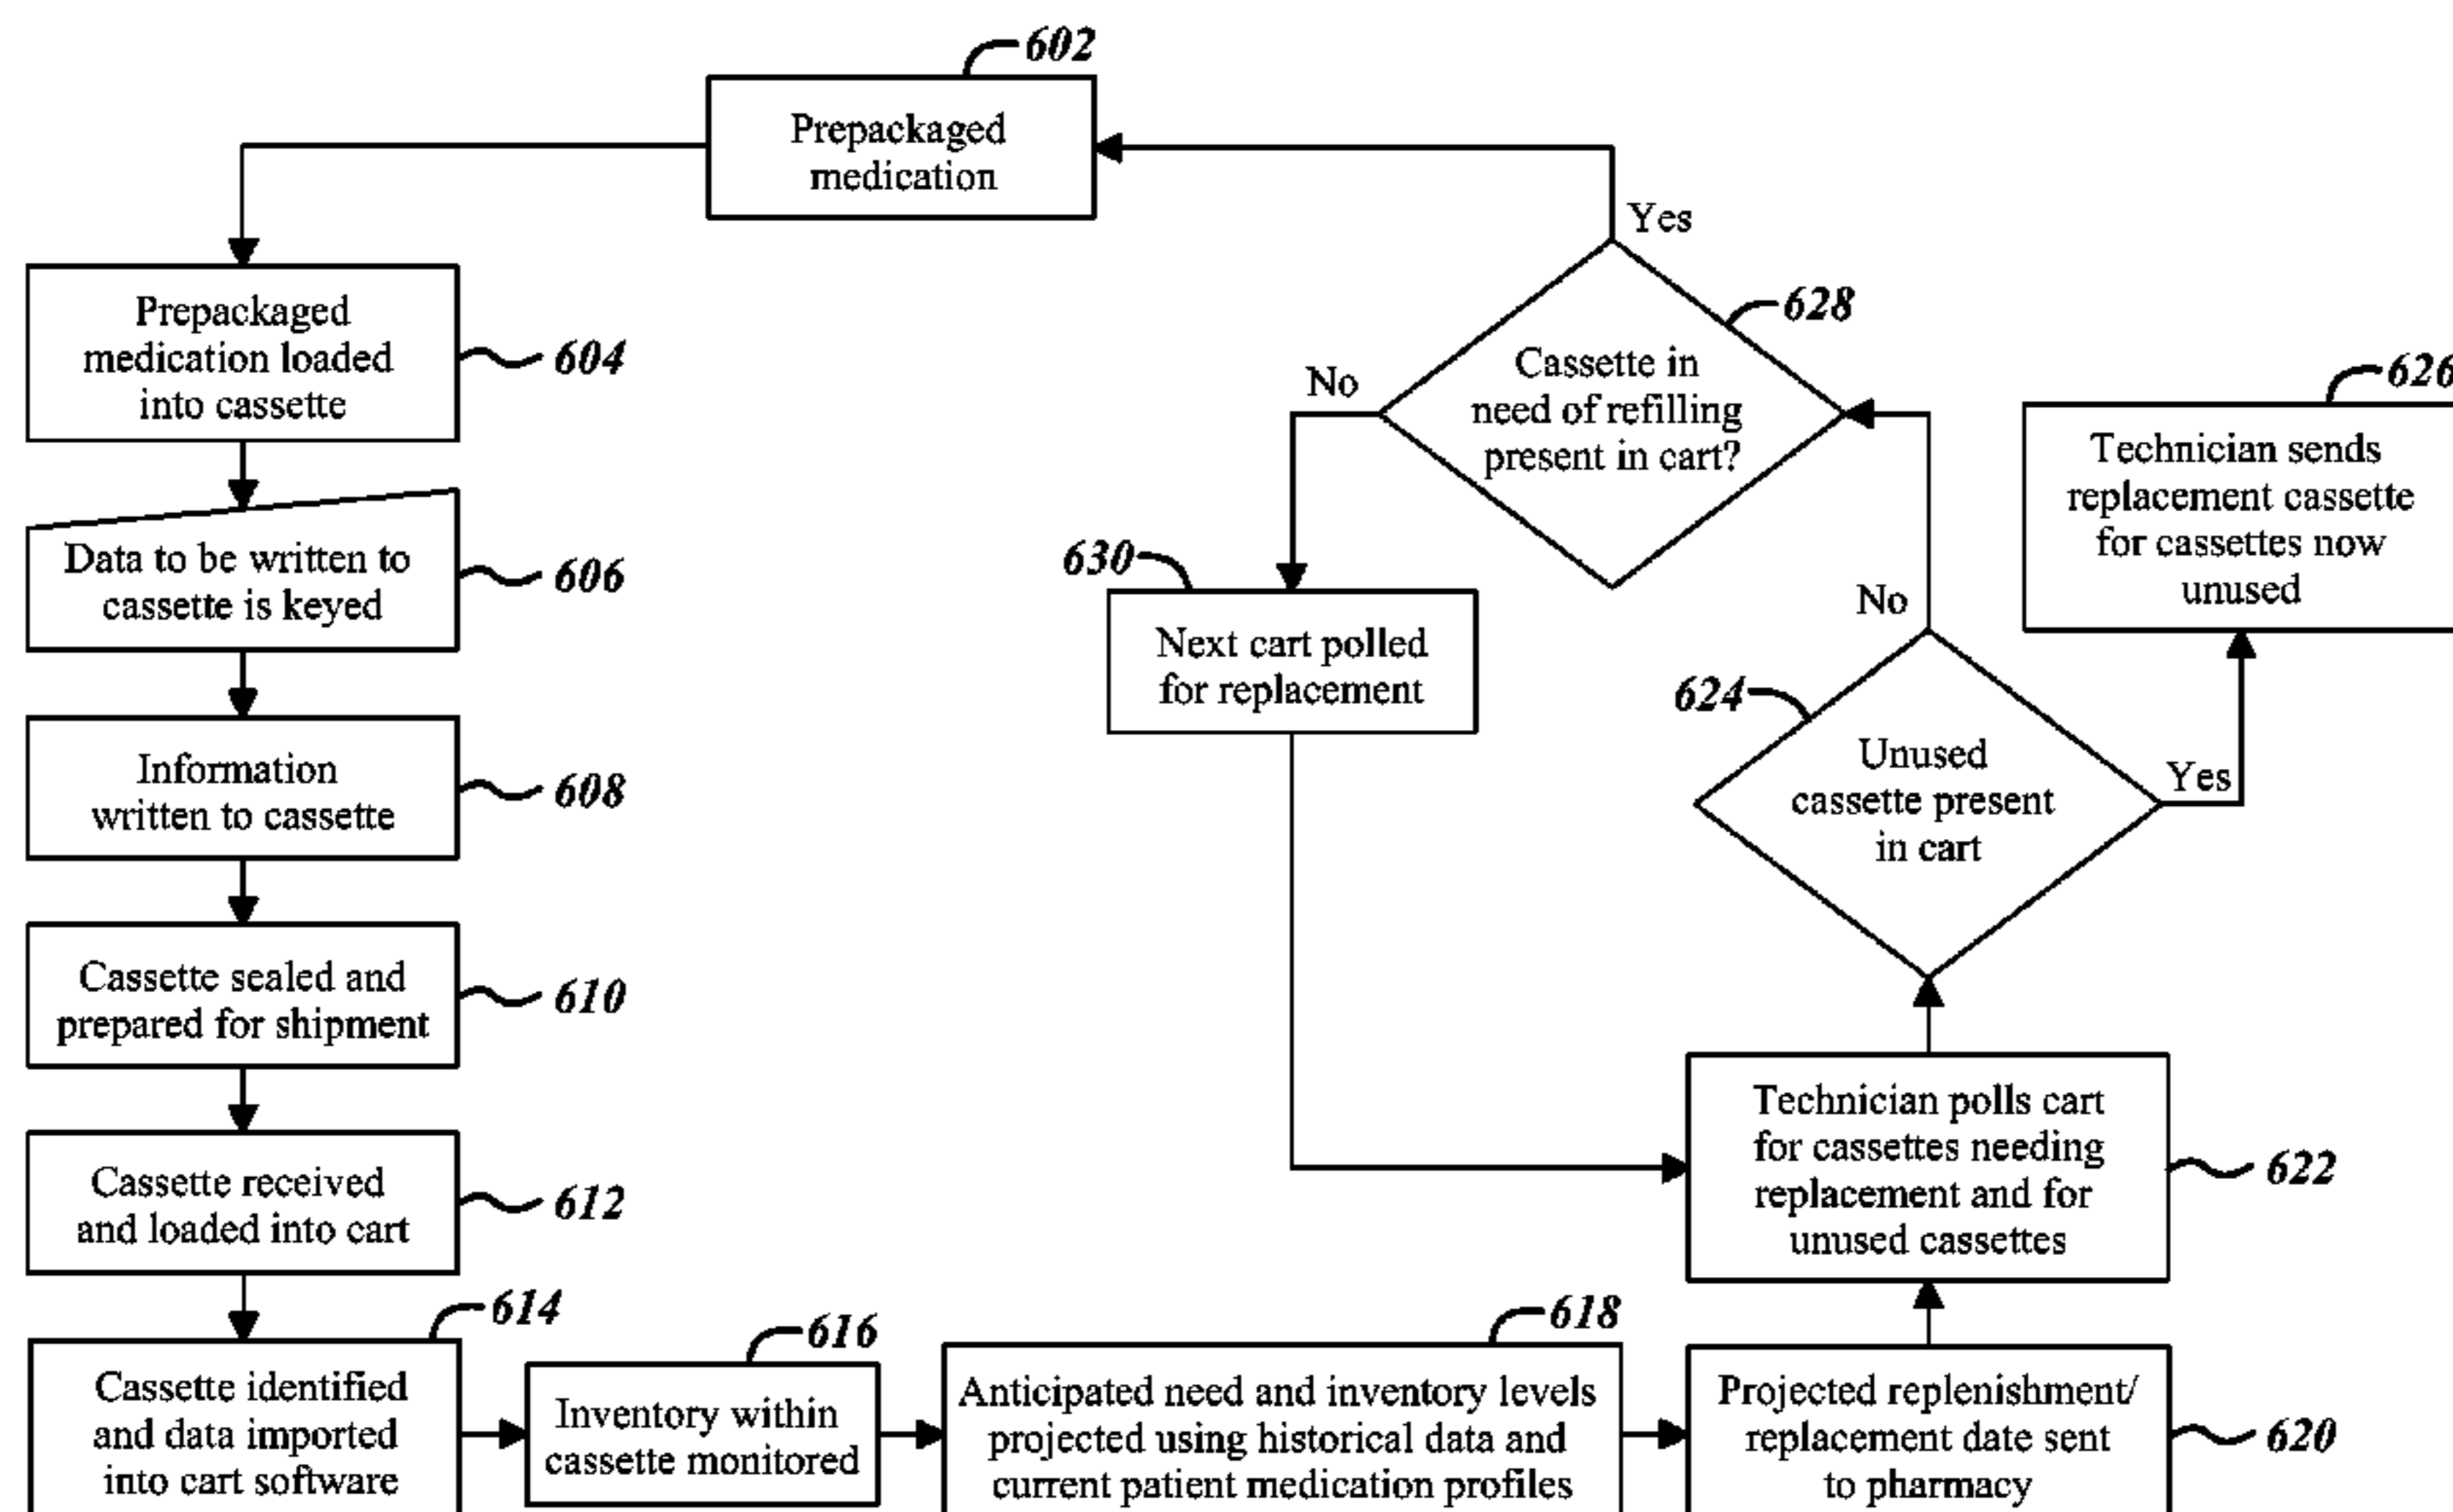 602
Prepackaged
medication
Yes
Prepackaged
medication loaded
into cassette
604
628
Cassette in
need of refilling
present in cart?
No
626
Technician sends
replacement cassette
for cassettes now
unused
Data to be written to
cassette is keyed
606
630
Next cart polled
for replacement
No
624
Unused
cassette present
in cart
Yes
Information
written to cassette
608
Cassette sealed and
prepared for shipment
610
Technician polls cart
for cassettes needing
replacement and for
unused cassettes
622
Cassette received
and loaded into cart
612
614
Cassette identified
and data imported
into cart software
616
Inventory within
cassette monitored
618
Anticipated need and inventory levels
projected using historical data and
current patient medication profiles
Projected replenishment/
replacement date sent
to pharmacy
620